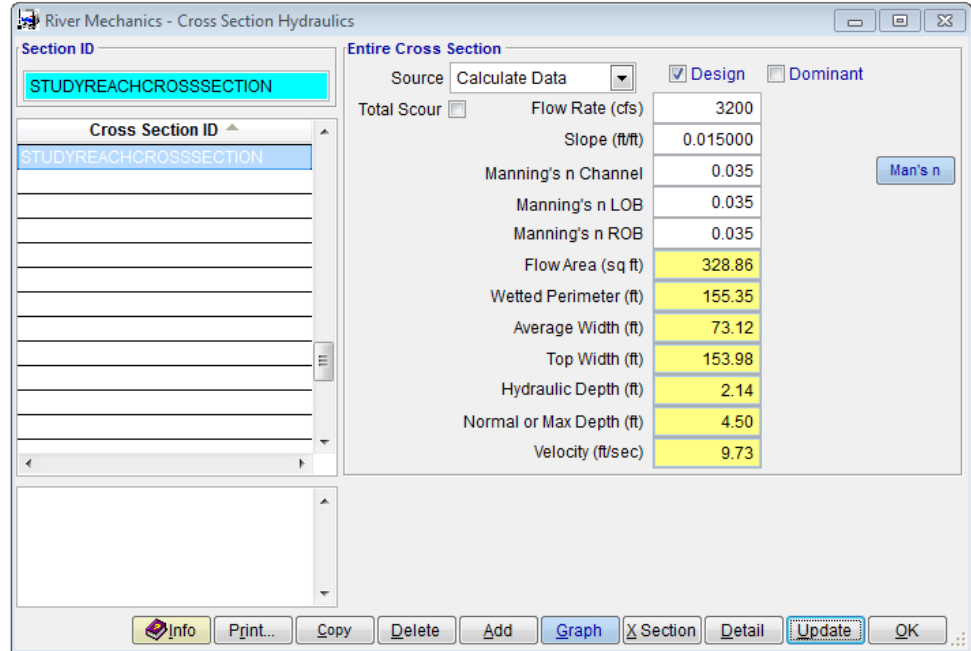 River Mechanics - Cross Section Hydraulics
Section ID
STUDYREACHCROSSSECTION
Cross Section ID
STUDYREACHCROSSSECTION
Entire Cross Section
Source Calculate Data Design Dominant
Total Scour Flow Rate (cfs) 3200
Slope (ft/ft) 0.015000
Manning's n Channel 0.035 Man's n
Manning's n LOB 0.035
Manning's n ROB 0.035
Flow Area (sq ft) 328.86
Wetted Perimeter (ft) 155.35
Average Width (ft) 73.12
Top Width (ft) 153.98
Hydraulic Depth (ft) 2.14
Normal or Max Depth (ft) 4.50
Velocity (ft/sec) 9.73
Info Print... Copy Delete Add Graph X Section Detail Update OK